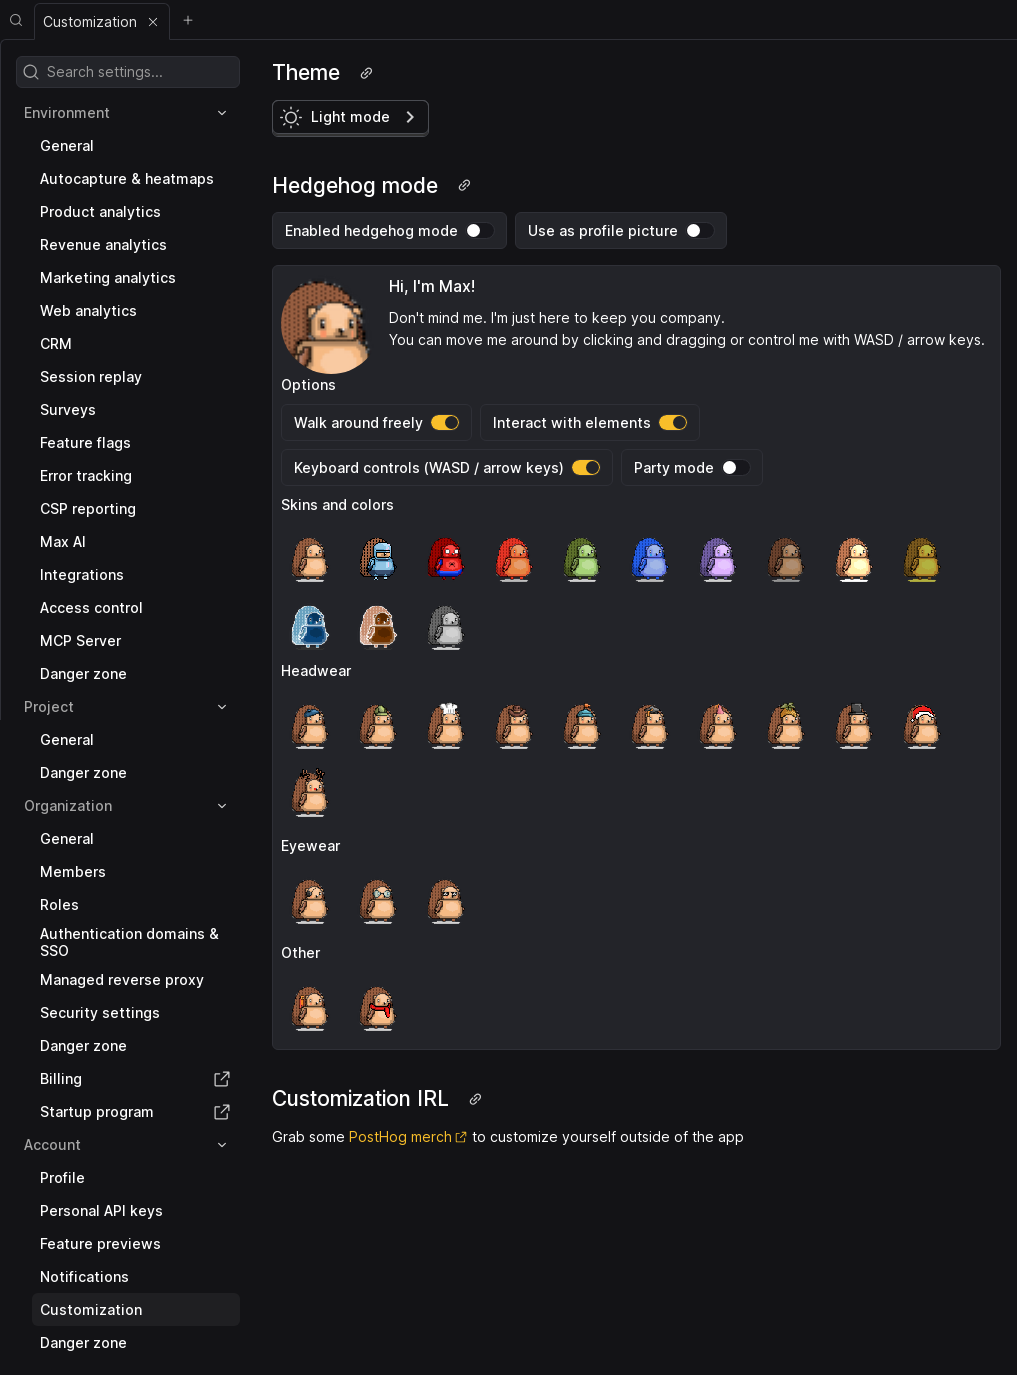 Customization
Search settings...
Environment
General
Autocapture & heatmaps
Product analytics
Revenue analytics
Marketing analytics
Web analytics
CRM
Session replay
Surveys
Feature flags
Error tracking
CSP reporting
Max AI
Integrations
Access control
MCP Server
Danger zone
Project
General
Danger zone
Organization
General
Members
Roles
Authentication domains &
SSO
Managed reverse proxy
Security settings
Danger zone
Billing
Startup program
Account
Profile
Personal API keys
Feature previews
Notifications
Customization
Danger zone
Theme
Light mode
Hedgehog mode
Enabled hedgehog mode
Use as profile picture
Hi, I'm Max!
Don't mind me. I'm just here to keep you company.
You can move me around by clicking and dragging or control me with WASD / arrow keys.
Options
Walk around freely
Interact with elements
Keyboard controls (WASD / arrow keys)
Party mode
Skins and colors
Headwear
Eyewear
Other
Customization IRL
Grab some PostHog merch to customize yourself outside of the app